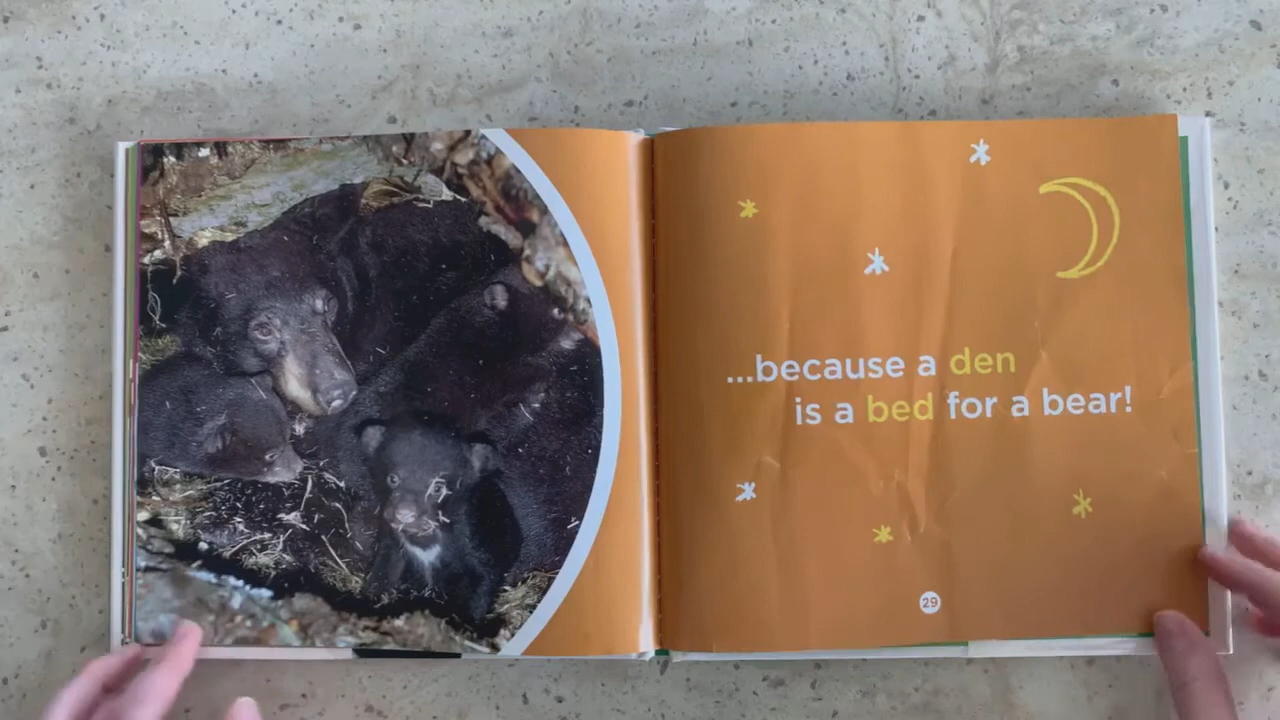 ...because a den
is a bed for a bear!
29